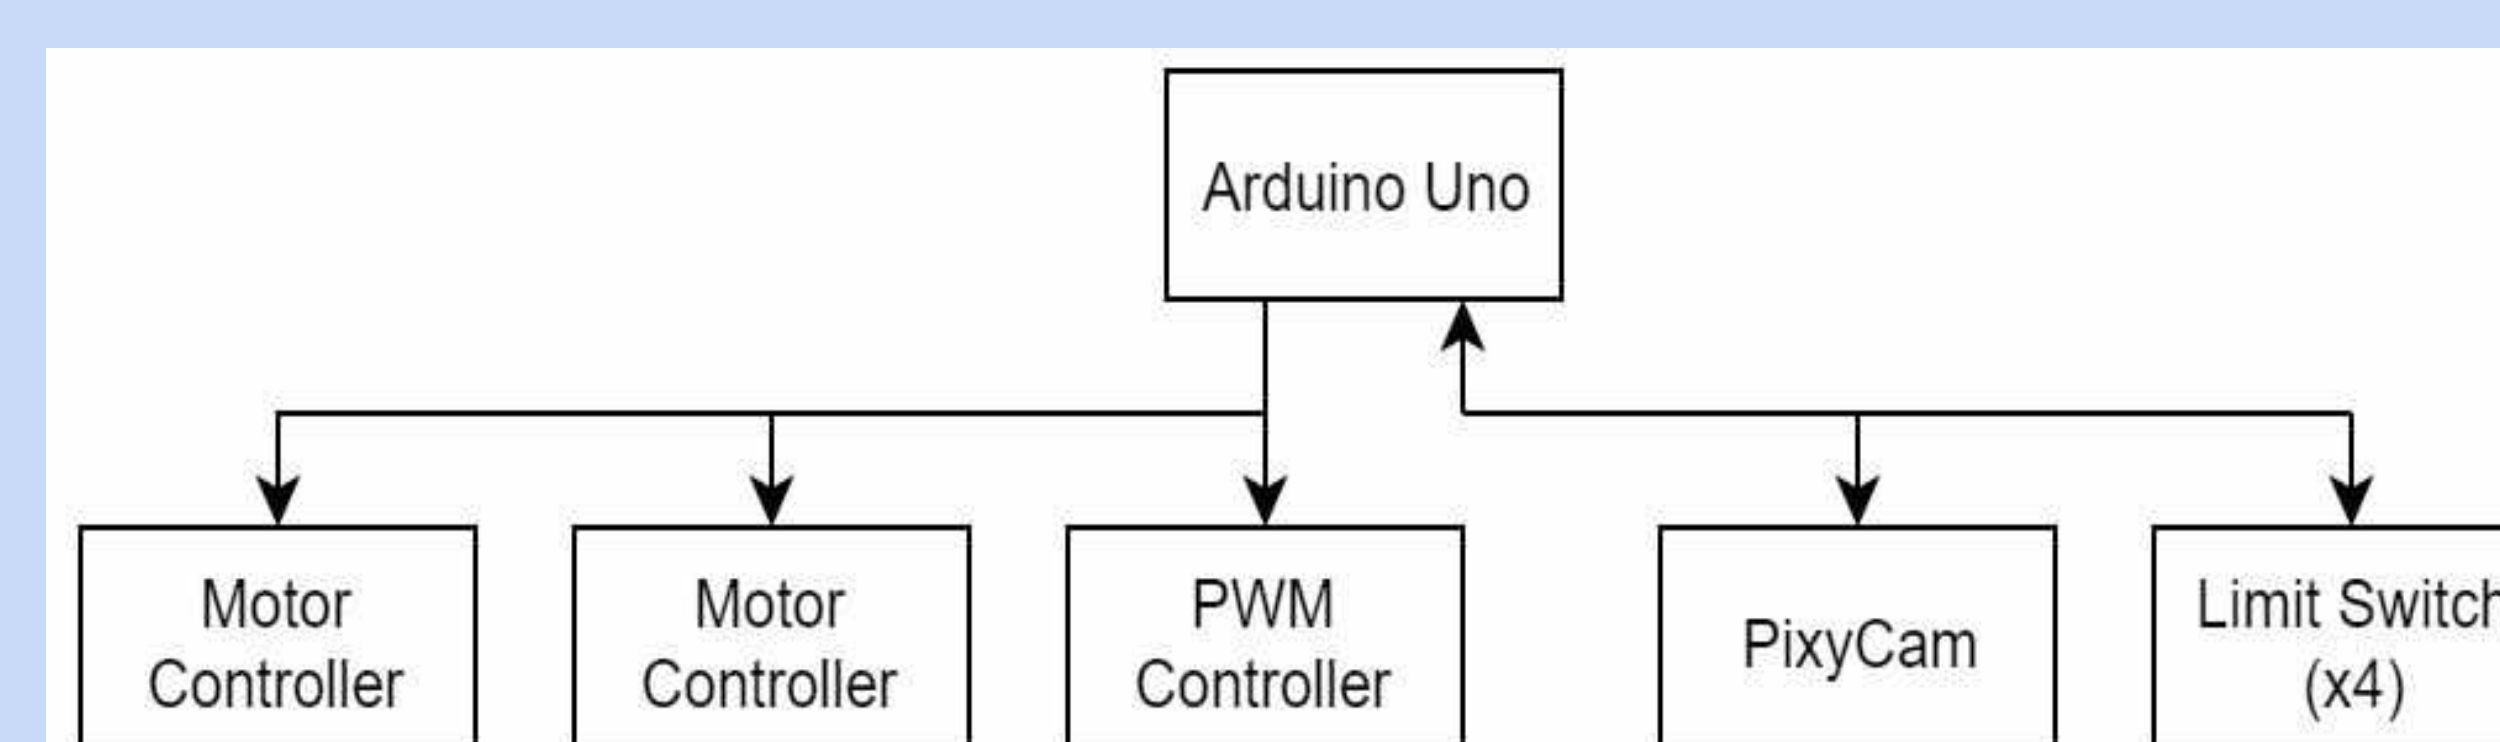 Arduino Uno
Motor
Controller
Motor
Controller
PWM
Controller
PixyCam
Limit Switch
(x4)